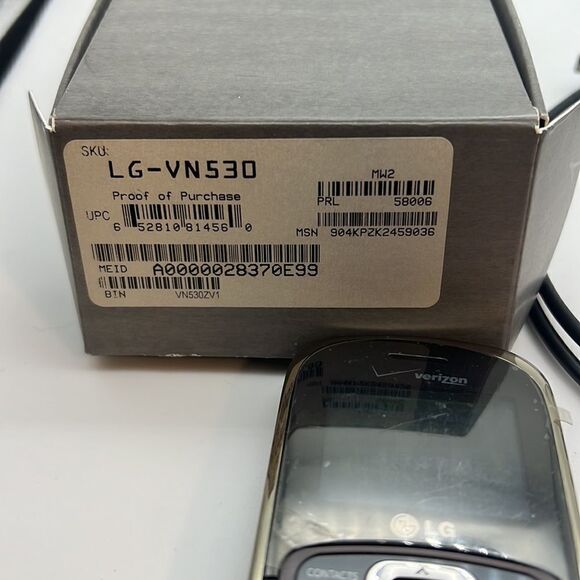 SKU:
LG-VN530
Proof of Purchase
MW2
PRL 58006
UPC 6 52810 81456 0
MSN 904KPZK2459036
MEID A0000028370E99
BIN VN530ZV1
verizon
LG
CONTACTS